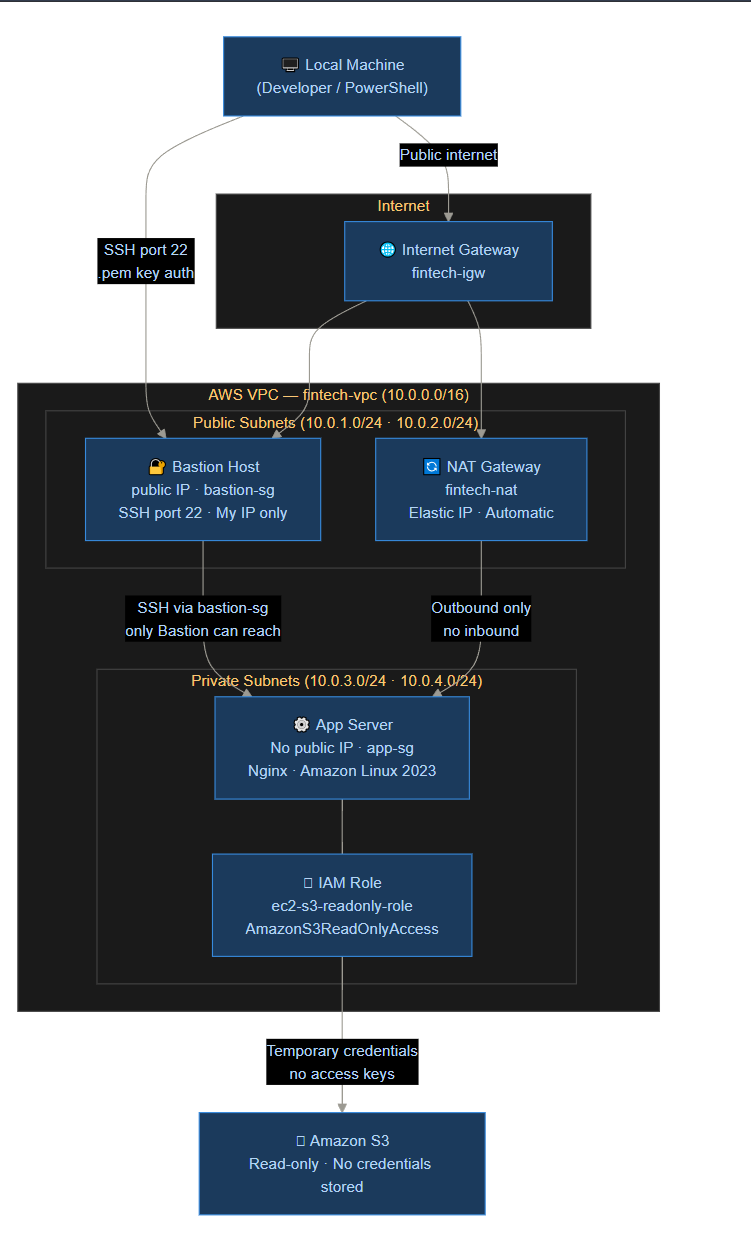 Local Machine
(Developer / PowerShell)
Public internet
Internet
SSH port 22
.pem key auth
Internet Gateway
fintech-igw
AWS VPC — fintech-vpc (10.0.0.0/16)
Public Subnets (10.0.1.0/24 · 10.0.2.0/24)
Bastion Host
public IP · bastion-sg
SSH port 22 · My IP only
NAT Gateway
fintech-nat
Elastic IP · Automatic
SSH via bastion-sg
only Bastion can reach
Outbound only
no inbound
Private Subnets (10.0.3.0/24 · 10.0.4.0/24)
App Server
No public IP · app-sg
Nginx · Amazon Linux 2023
IAM Role
ec2-s3-readonly-role
AmazonS3ReadOnlyAccess
Temporary credentials
no access keys
Amazon S3
Read-only · No credentials
stored